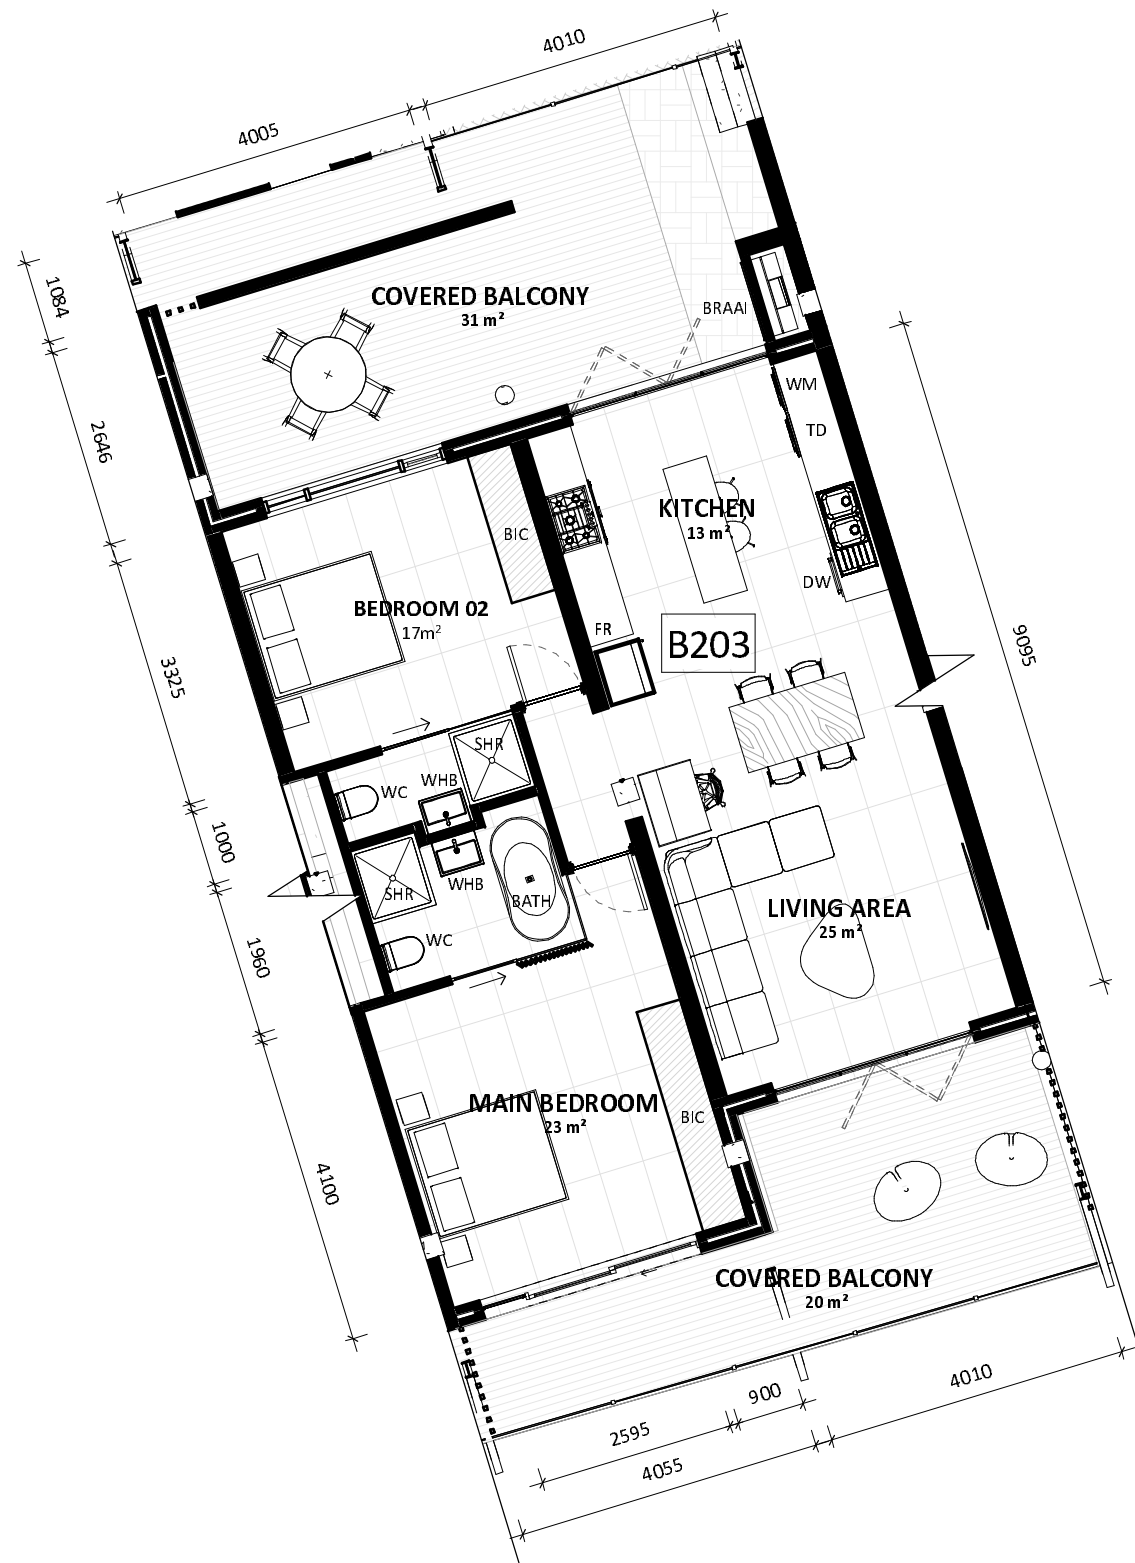 4010
4005
1084
COVERED BALCONY
31 m²
BRAAI
WM
TD
2646
KITCHEN
13 m²
BIC
DW
BEDROOM 02
17m²
FR
B203
9095
3325
SHR
WHB
WC
1000
SHR
WHB
BATH
LIVING AREA
25 m²
WC
1960
MAIN BEDROOM
23 m²
BIC
4100
COVERED BALCONY
20 m²
4010
900
2595
4055